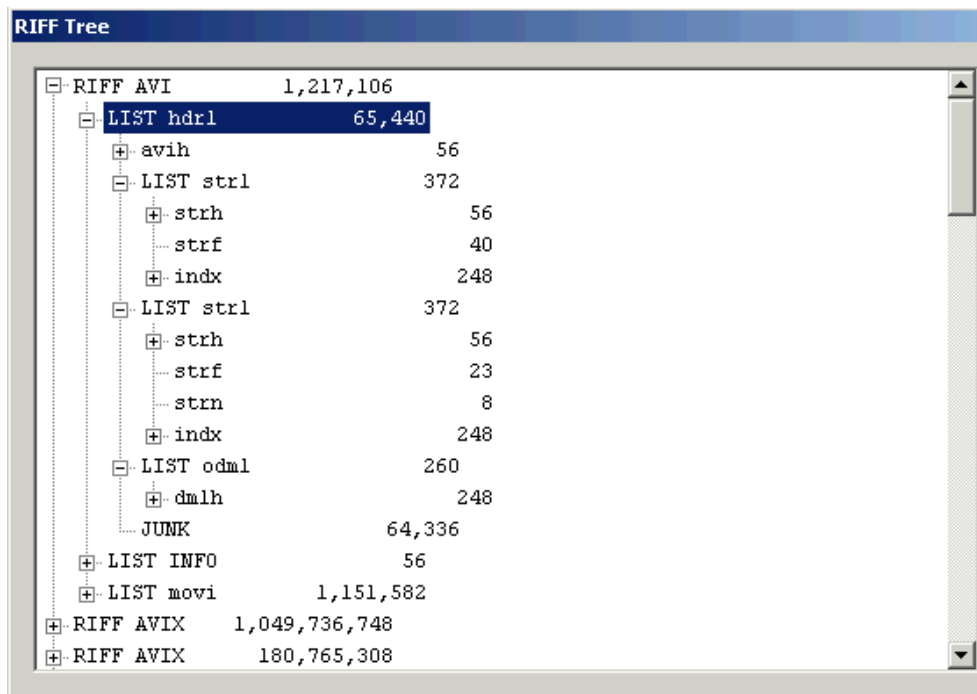 RIFF Tree
RIFF AVI 1,217,106
LIST hdrl 65,440
avih 56
LIST strl 372
strh 56
strf 40
indx 248
LIST strl 372
strh 56
strf 23
strn 8
indx 248
LIST odml 260
dmlh 248
JUNK 64,336
LIST INFO 56
LIST movi 1,151,582
RIFF AVIX 1,049,736,748
RIFF AVIX 180,765,308